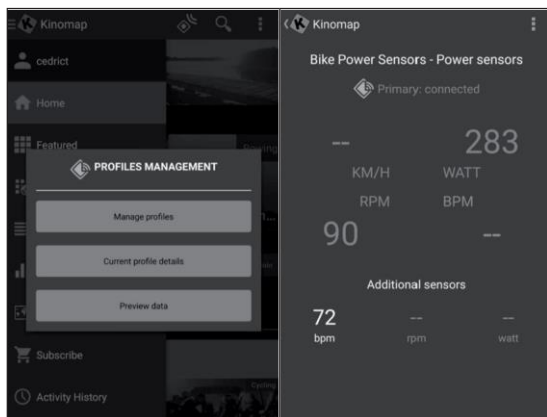 Kinomap
cedrict
Home
Featured
PROFILES MANAGEMENT
Manage profiles
Current profile details
Preview data
Subscribe
Activity History
Cycling
Kinomap
Bike Power Sensors - Power sensors
Primary: connected
-- 283
KM/H WATT
RPM BPM
90 --
Additional sensors
72 -- --
bpm rpm watt